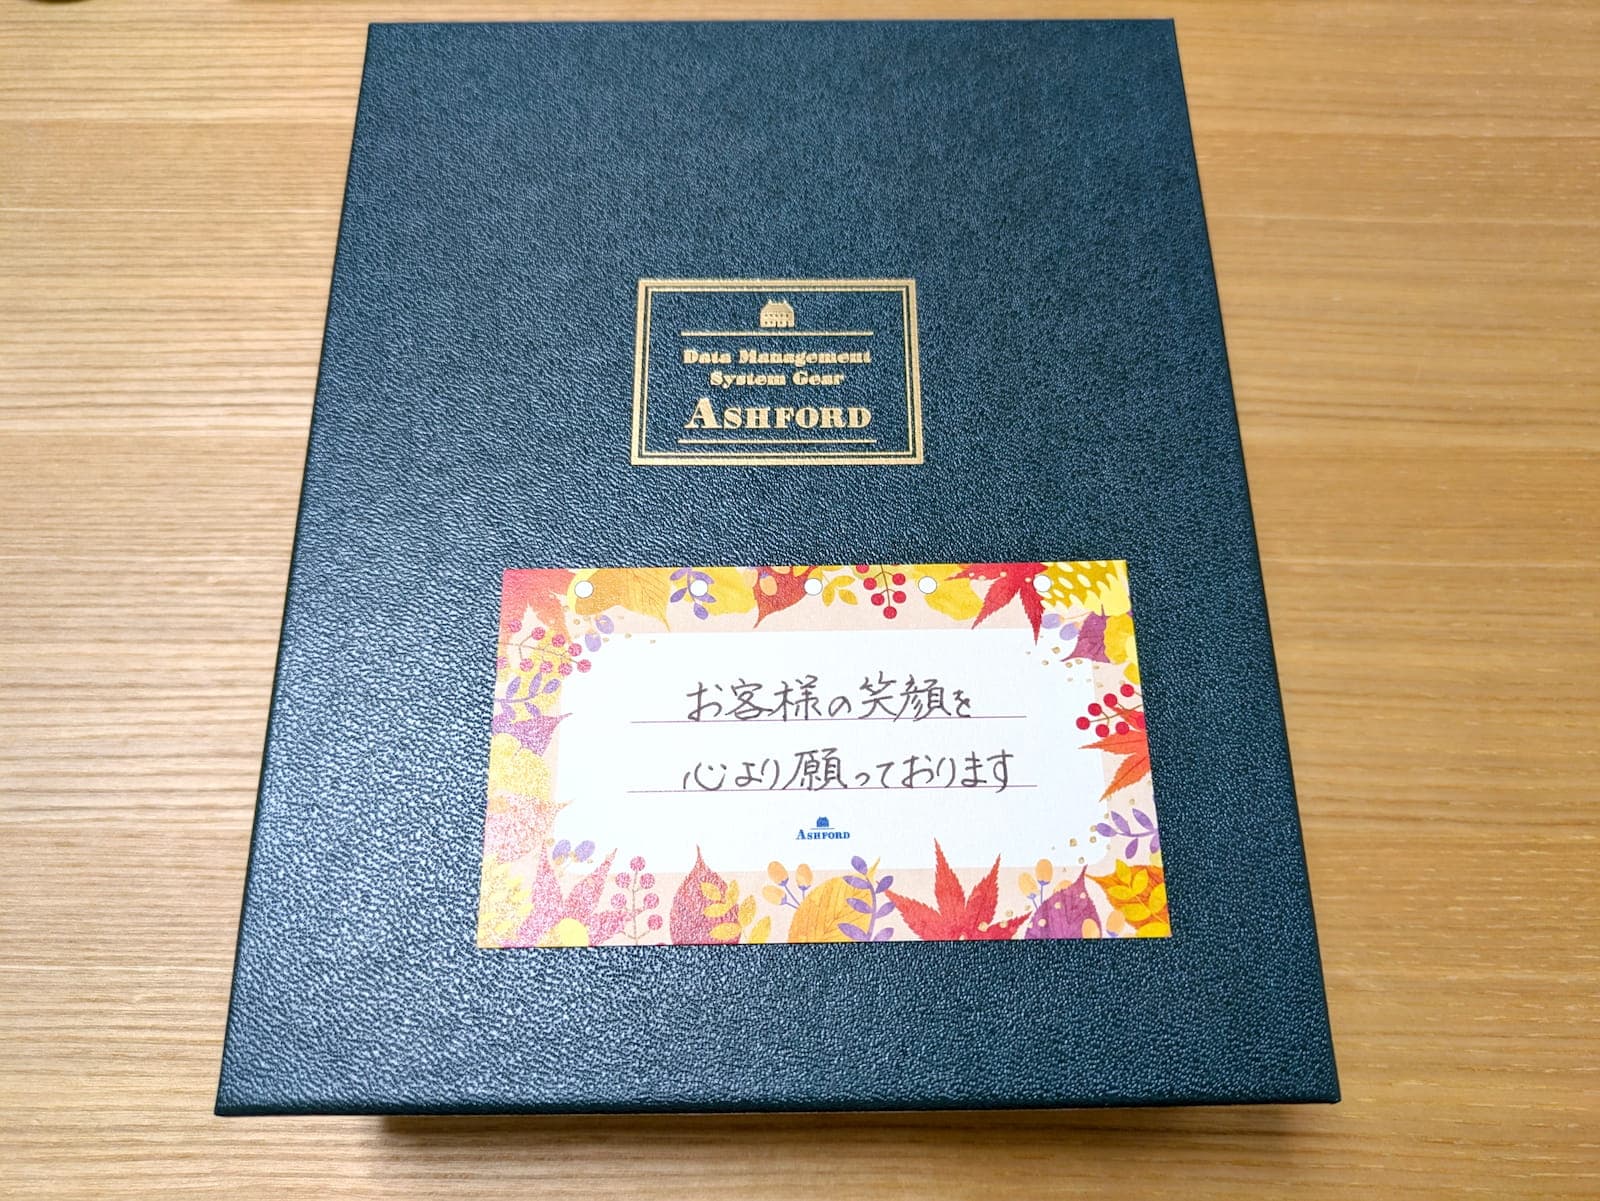 Data Management
System Gear
ASHFORD
お客様の笑顔を
心より願っております
ASHFORD